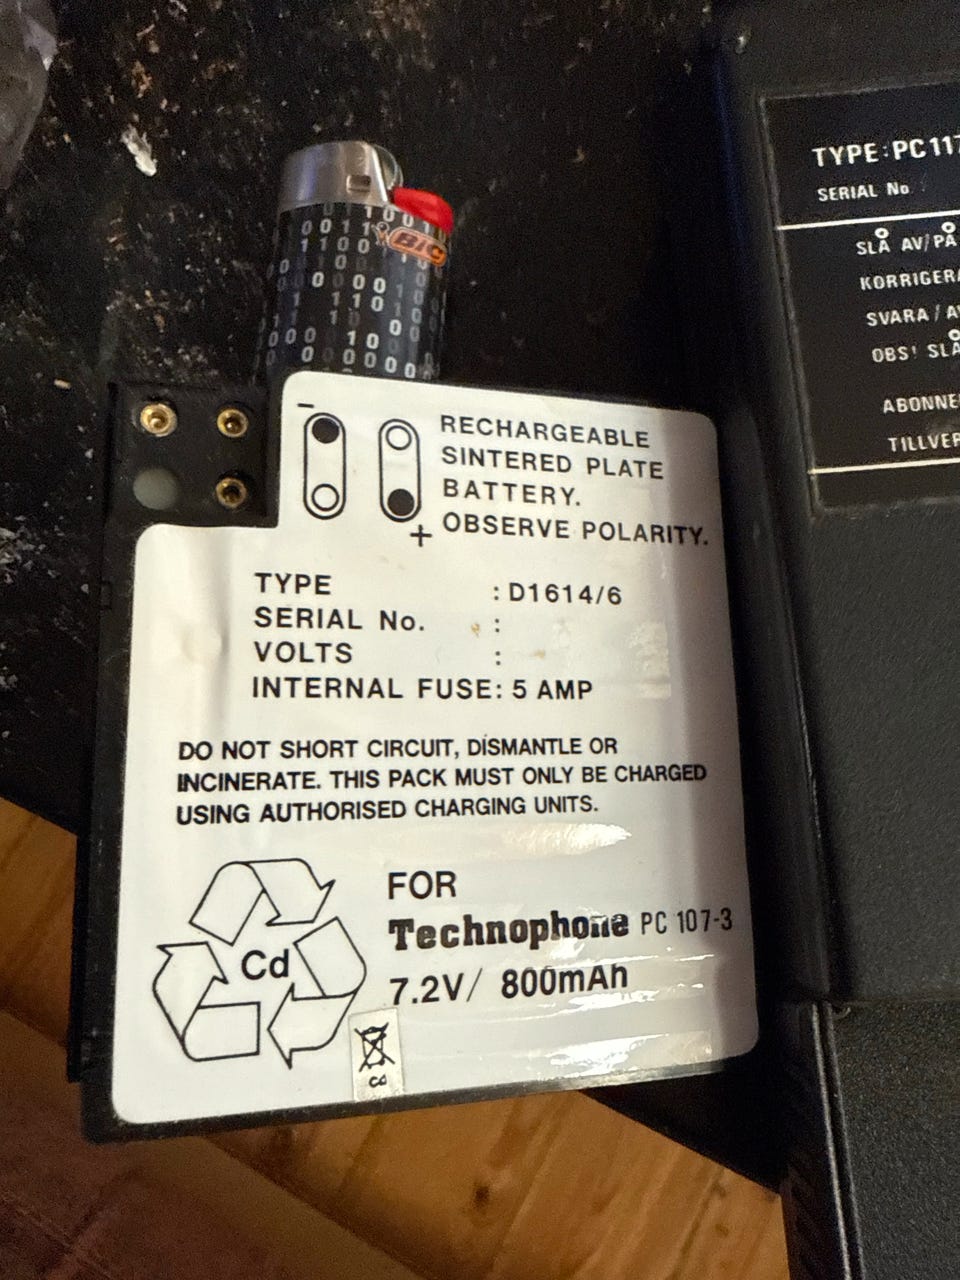 BIC
-
RECHARGEABLE
SINTERED PLATE
BATTERY.
+ OBSERVE POLARITY.
TYPE : D1614/6
SERIAL No. :
VOLTS :
INTERNAL FUSE: 5 AMP
DO NOT SHORT CIRCUIT, DISMANTLE OR
INCINERATE. THIS PACK MUST ONLY BE CHARGED
USING AUTHORISED CHARGING UNITS.
Cd
FOR
Technophone PC 107-3
7.2V/ 800mAh
Cd
TYPE: PC117
SERIAL No.
SLÅ AV/PÅ
KORRIGERA
SVARA / AV
OBS! SLÅ
ABONNE
TILLVER